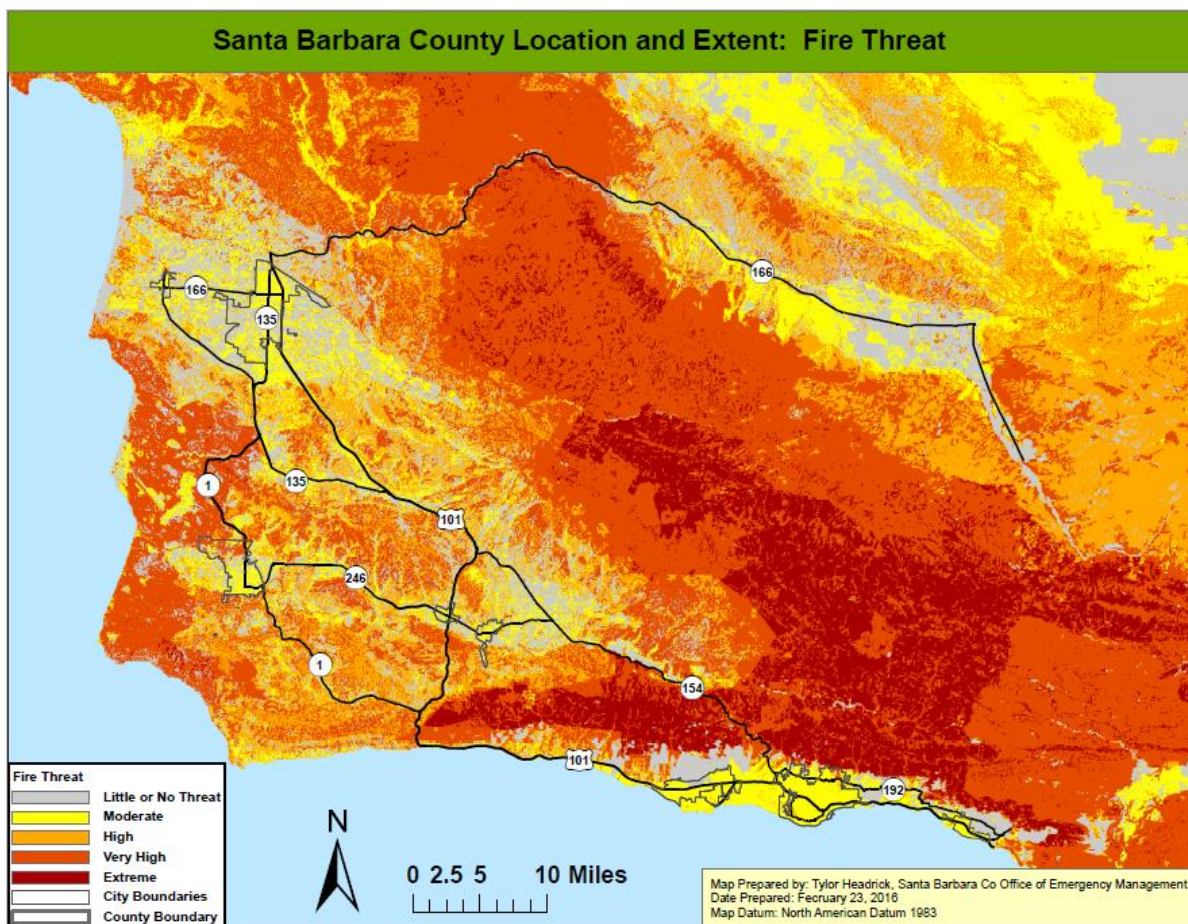 Santa Barbara County Location and Extent: Fire Threat
166
166
135
1
135
101
246
1
154
101
192
Fire Threat
Little or No Threat
Moderate
High
Very High
Extreme
City Boundaries
County Boundary
N
0 2.5 5 10 Miles
Map Prepared by: Tylor Headrick, Santa Barbara Co Office of Emergency Management
Date Prepared: Fecruary 23, 2016
Map Datum: North American Datum 1983